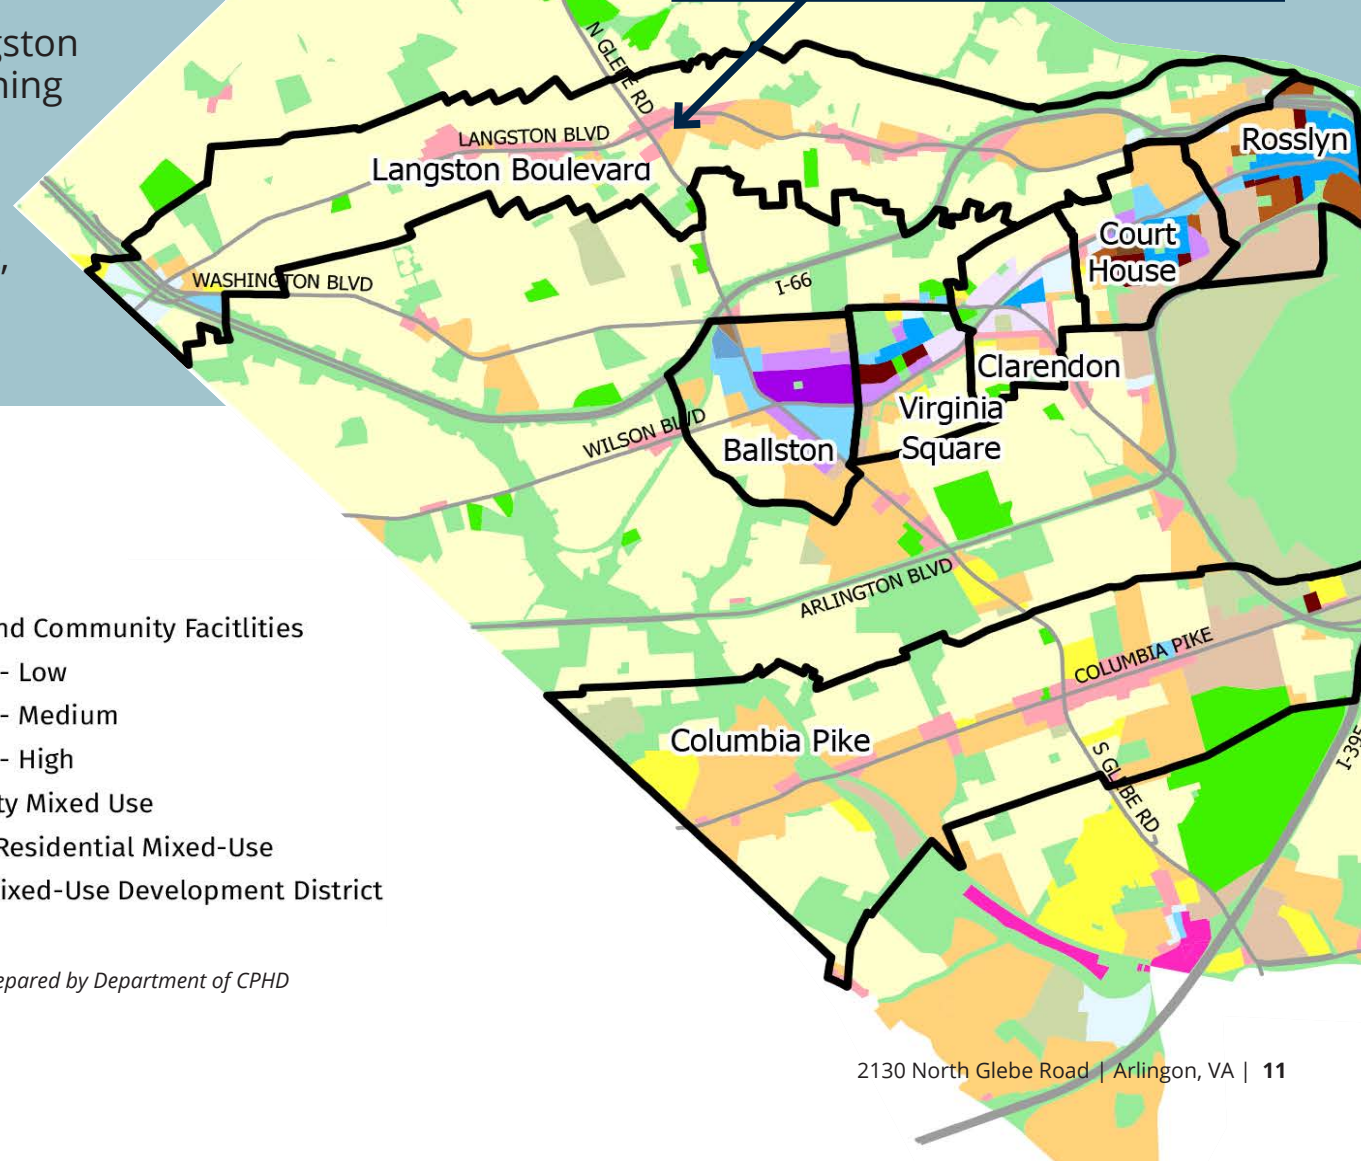 gston
ning
,
N GLEBE RD
LANGSTON BLVD
Langston Boulevard
Rosslyn
Court
House
WASHINGTON BLVD
I-66
Clarendon
Virginia
Square
WILSON BLVD
Ballston
ARLINGTON BLVD
nd Community Facitlities
- Low
- Medium
- High
ty Mixed Use
Residential Mixed-Use
ixed-Use Development District
epared by Department of CPHD
COLUMBIA PIKE
Columbia Pike
S GLEBE RD
I-395
2130 North Glebe Road | Arlingon, VA | 11